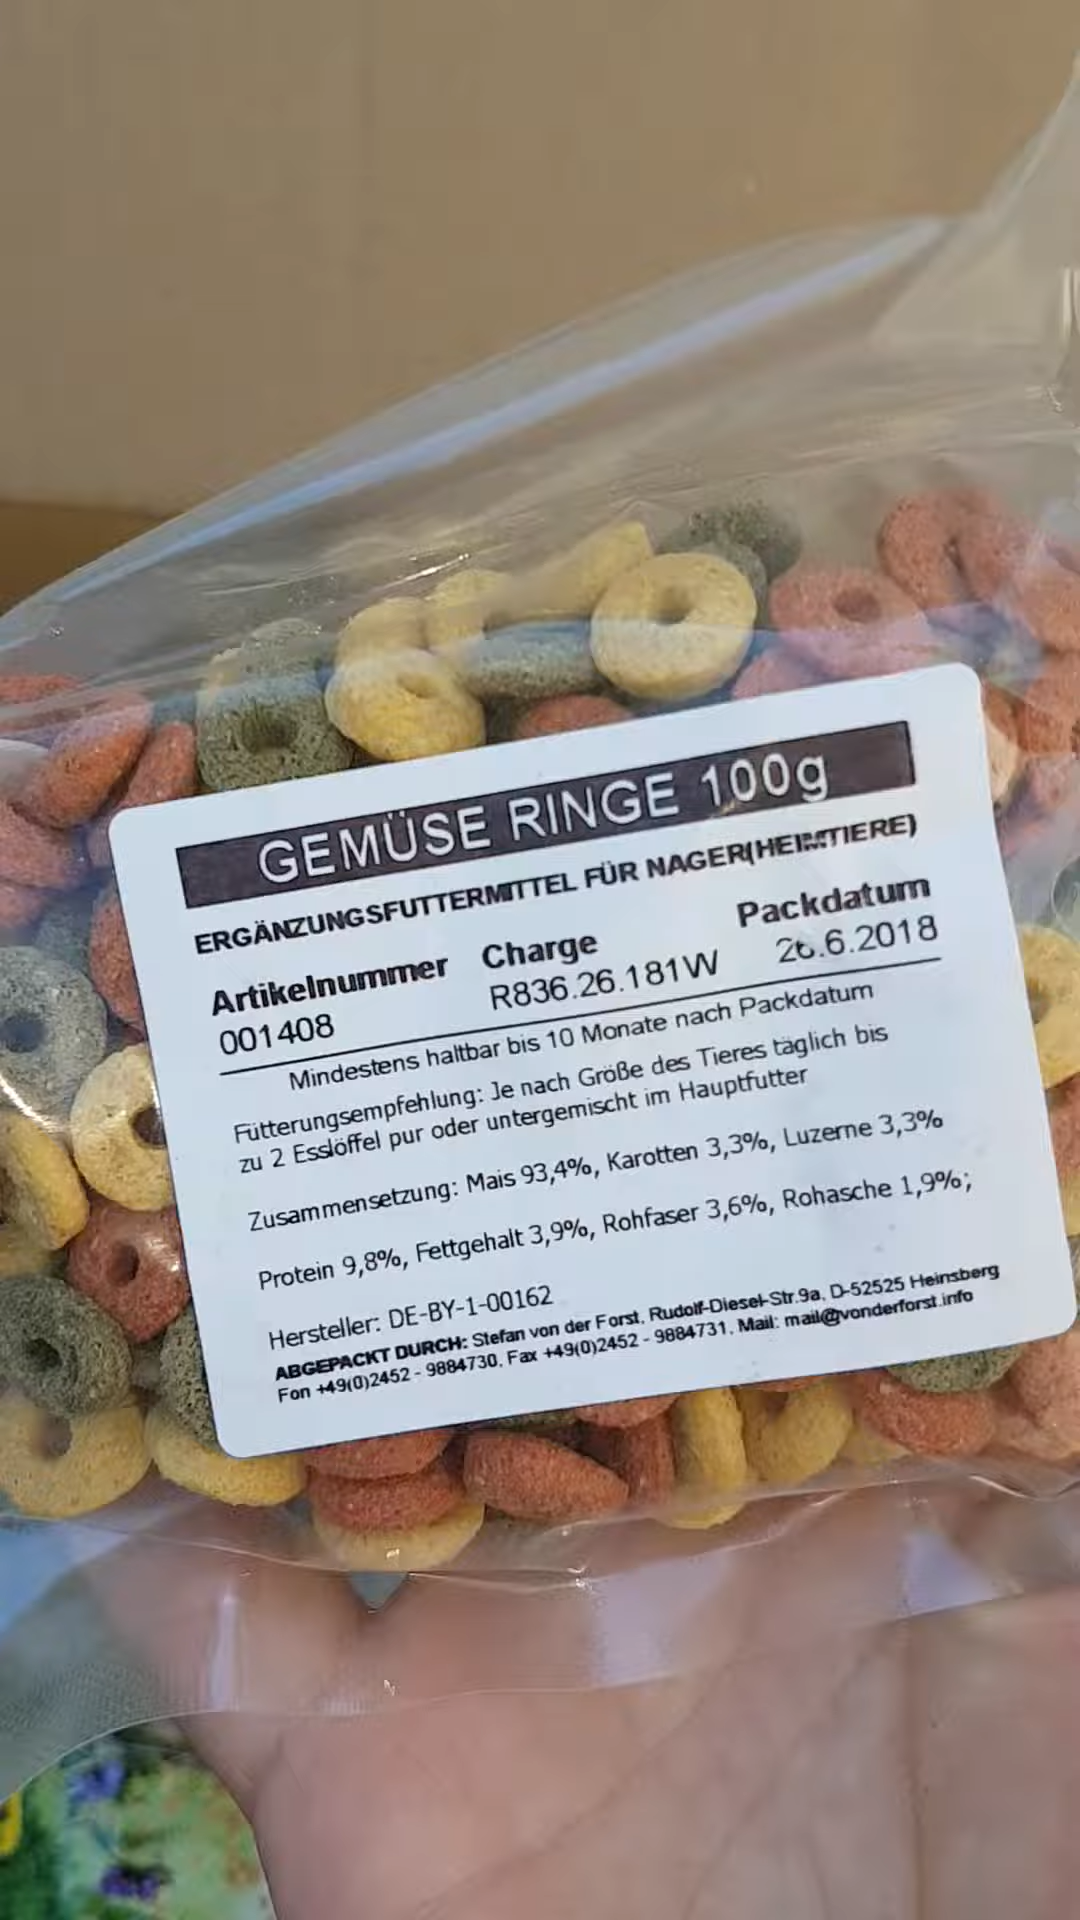 GEMÜSE RINGE 100g
ERGÄNZUNGSFUTTERMITTEL FÜR NAGER(HEIMTIERE)
Artikelnummer Charge Packdatum
001408 R836.26.181W 26.6.2018
Mindestens haltbar bis 10 Monate nach Packdatum
Fütterungsempfehlung: Je nach Größe des Tieres täglich bis
zu 2 Esslöffel pur oder untergemischt im Hauptfutter
Zusammensetzung: Mais 93,4%, Karotten 3,3%, Luzerne 3,3%
Protein 9,8%, Fettgehalt 3,9%, Rohfaser 3,6%, Rohasche 1,9%;
Hersteller: DE-BY-1-00162
ABGEPACKT DURCH: Stefan von der Forst, Rudolf-Diesel-Str.9a, D-52525 Heinsberg
Fon +49(0)2452 - 9884730, Fax +49(0)2452 - 9884731, Mail: mail@vonderforst.info